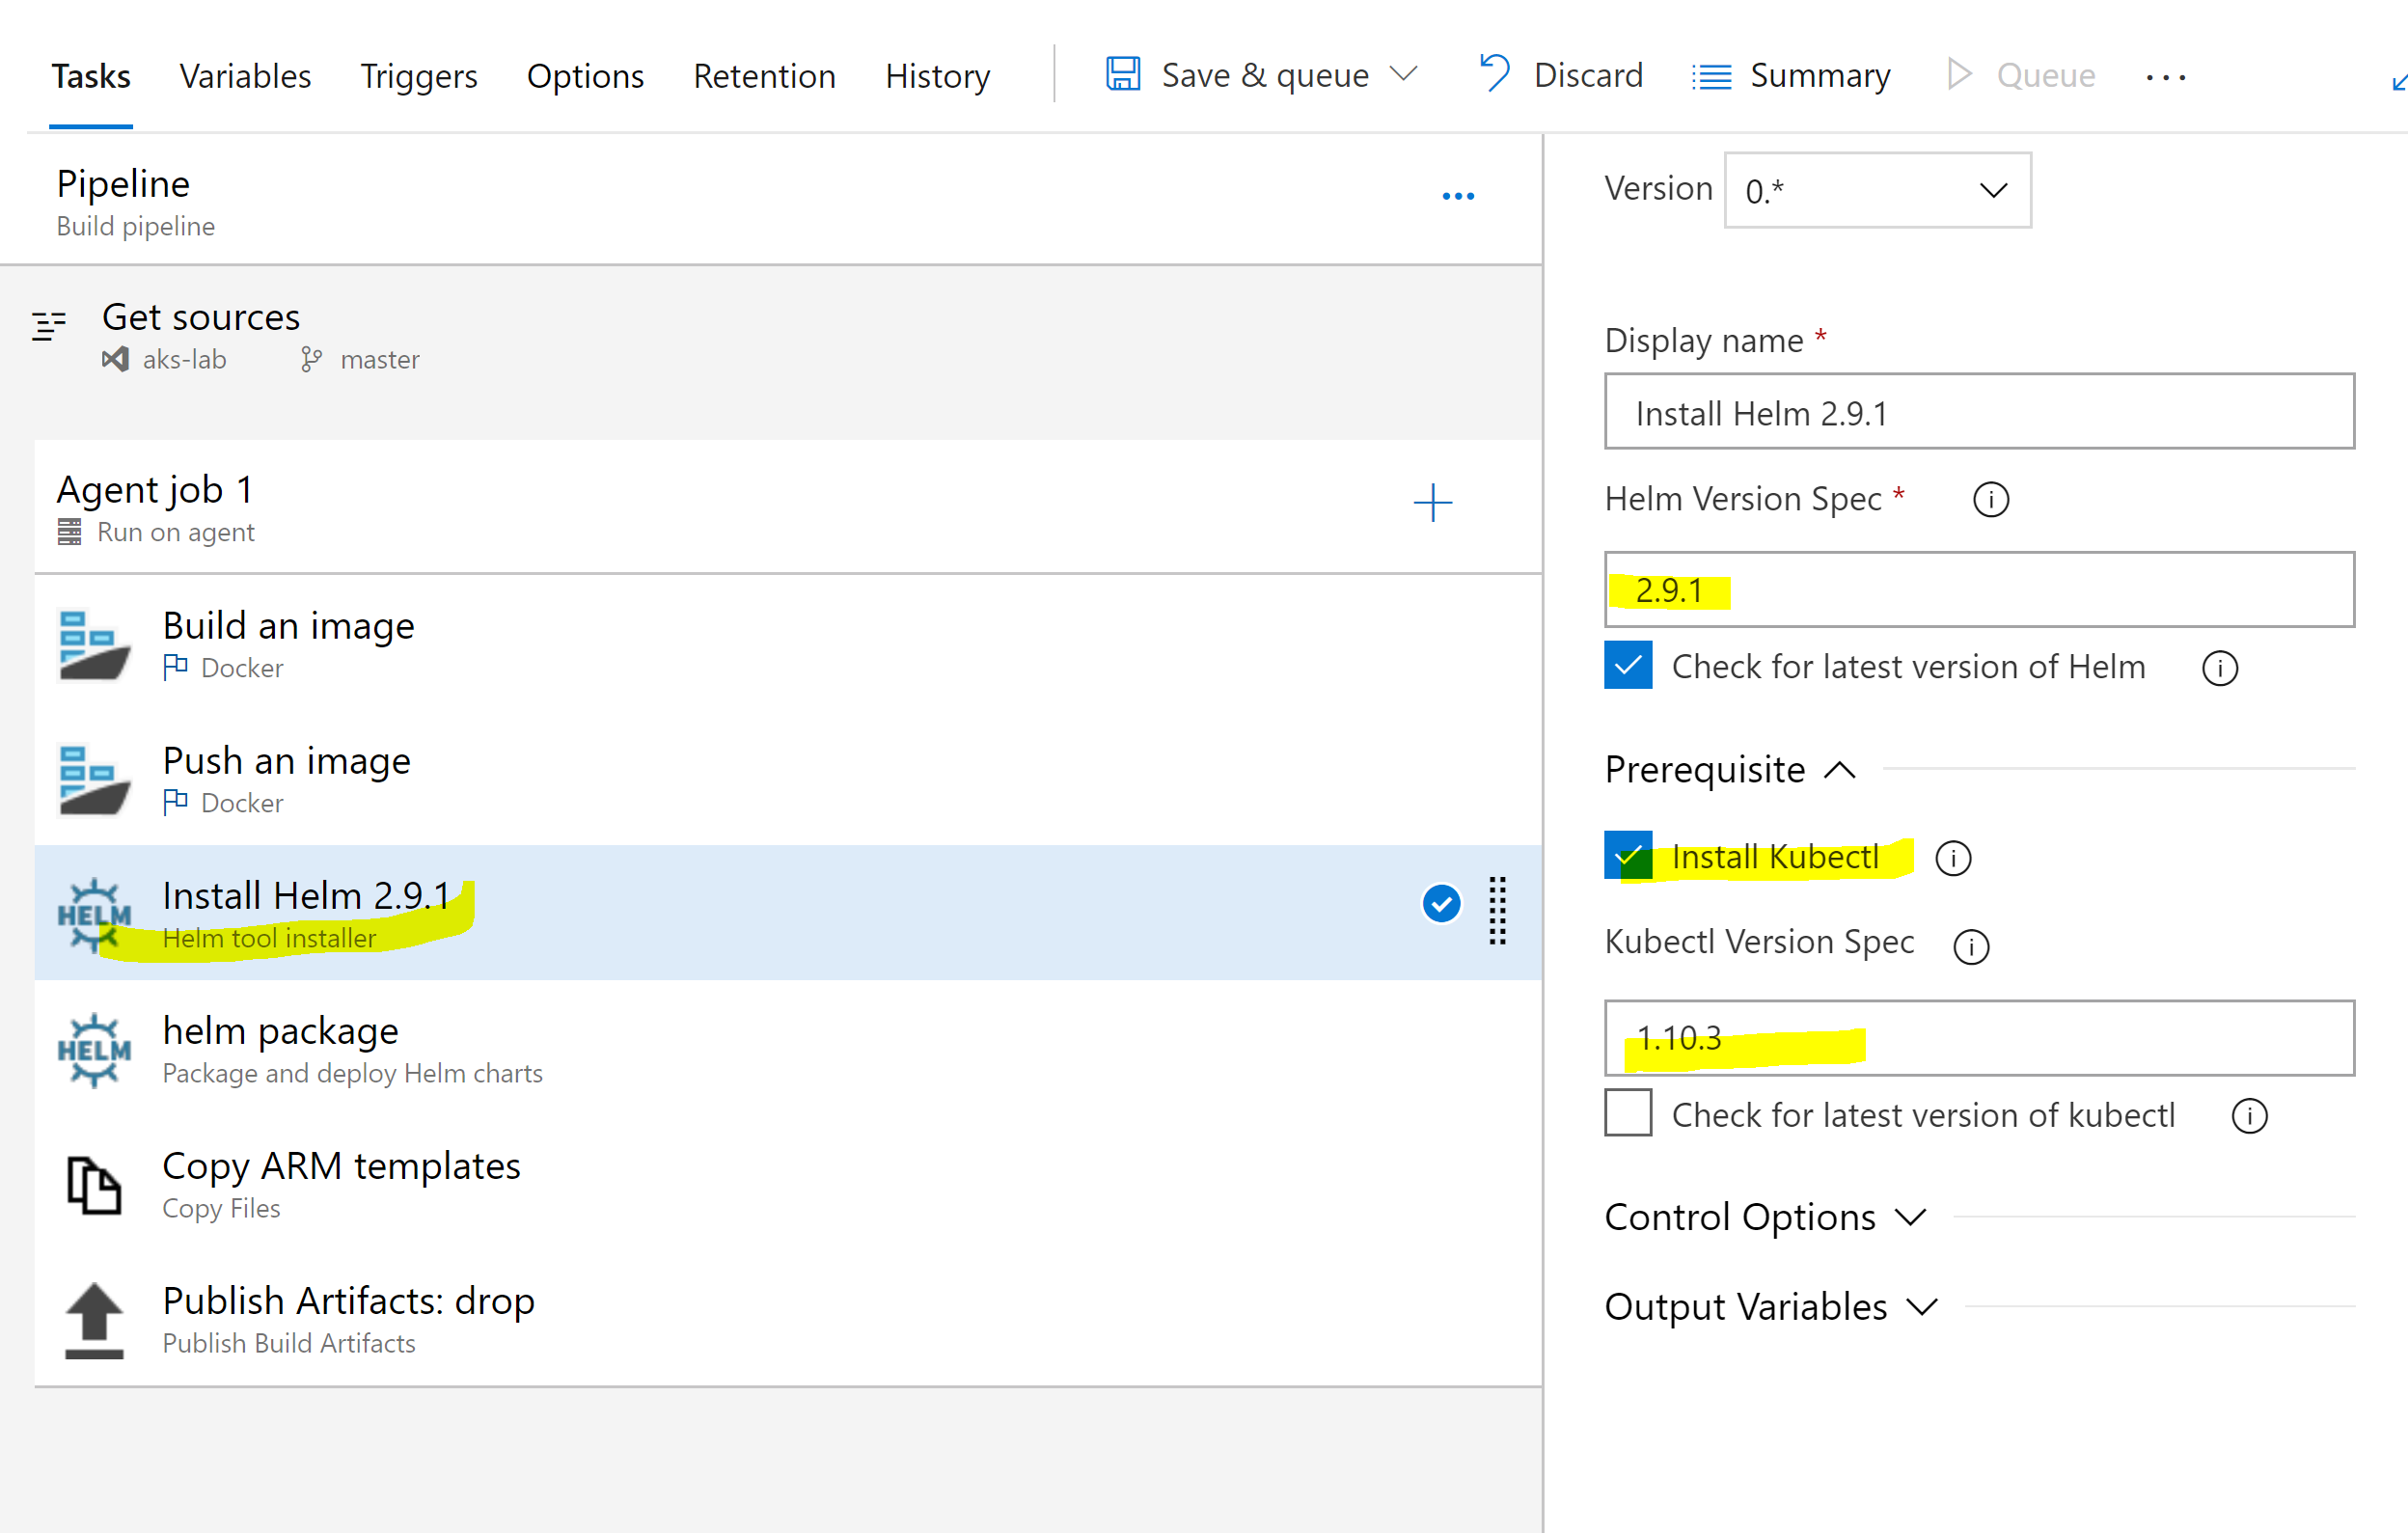 Tasks Variables Triggers Options Retention History Save & queue Discard Summary Queue ...
Pipeline
Build pipeline
Get sources
aks-lab master
Agent job 1
Run on agent
Build an image
Docker
Push an image
Docker
HELM
Install Helm 2.9.1
Helm tool installer
HELM
helm package
Package and deploy Helm charts
Copy ARM templates
Copy Files
Publish Artifacts: drop
Publish Build Artifacts
Version 0.*
Display name *
Install Helm 2.9.1
Helm Version Spec *
2.9.1
Check for latest version of Helm
Prerequisite
Install Kubectl
Kubectl Version Spec
1.10.3
Check for latest version of kubectl
Control Options
Output Variables